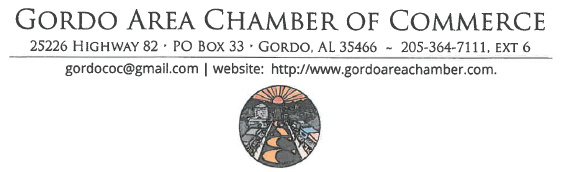 GORDO AREA CHAMBER OF COMMERCE
25226 HIGHWAY 82 · PO BOX 33 · GORDO, AL 35466 ~ 205-364-7111, EXT 6
gordococ@gmail.com | website: http://www.gordoareachamber.com.